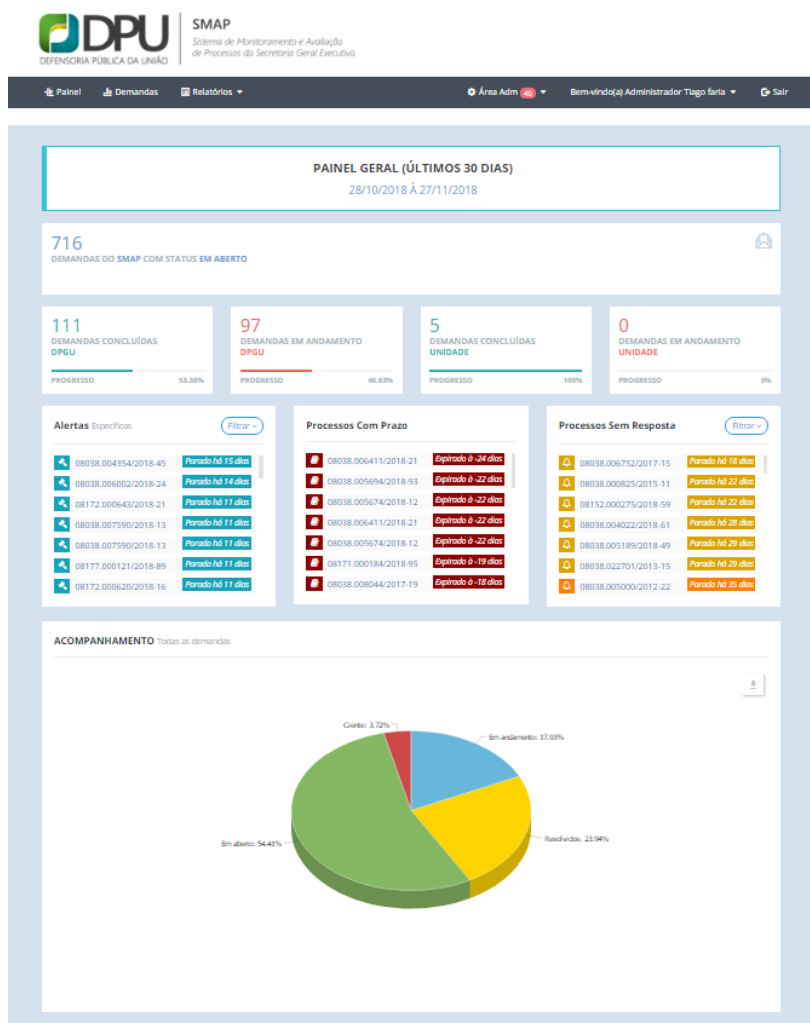 DPU
DEFENSORIA PÚBLICA DA UNIÃO
SMAP
Sistema de Monitoramento e Avaliação
de Processos da Secretaria Geral Executiva
Painel Demandas Relatórios Área Adm 40 Bem-vindo(a) Administrador Tiago faria Sair
PAINEL GERAL (ÚLTIMOS 30 DIAS)
28/10/2018 À 27/11/2018
716
DEMANDAS DO SMAP COM STATUS EM ABERTO
111
DEMANDAS CONCLUÍDAS
DPGU
PROGRESSO 53.36%
97
DEMANDAS EM ANDAMENTO
DPGU
PROGRESSO 46.63%
5
DEMANDAS CONCLUÍDAS
UNIDADE
PROGRESSO 100%
0
DEMANDAS EM ANDAMENTO
UNIDADE
PROGRESSO 0%
Alertas Específicos Filtrar
08038.004354/2018-45 Parado há 15 dias
08038.006002/2018-24 Parado há 14 dias
08172.000643/2018-21 Parado há 11 dias
08038.007590/2018-13 Parado há 11 dias
08038.007590/2018-13 Parado há 11 dias
08177.000121/2018-89 Parado há 11 dias
08172.000620/2018-16 Parado há 11 dias
Processos Com Prazo
08038.006411/2018-21 Expirado à -24 dias
08038.005694/2018-93 Expirado à -22 dias
08038.005674/2018-12 Expirado à -22 dias
08038.006411/2018-21 Expirado à -22 dias
08038.005674/2018-12 Expirado à -22 dias
08171.000184/2018-95 Expirado à -19 dias
08038.008044/2017-19 Expirado à -18 dias
Processos Sem Resposta Filtrar
08038.006752/2017-15 Parado há 18 dias
08038.000825/2015-11 Parado há 22 dias
08152.000275/2018-59 Parado há 22 dias
08038.004022/2018-61 Parado há 28 dias
08038.005189/2018-49 Parado há 29 dias
08038.022701/2013-15 Parado há 29 dias
08038.005000/2012-22 Parado há 35 dias
ACOMPANHAMENTO Todas as demandas
Ciente: 3.72%
Em andamento: 17.93%
Em aberto: 54.41%
Resolvidos: 23.94%